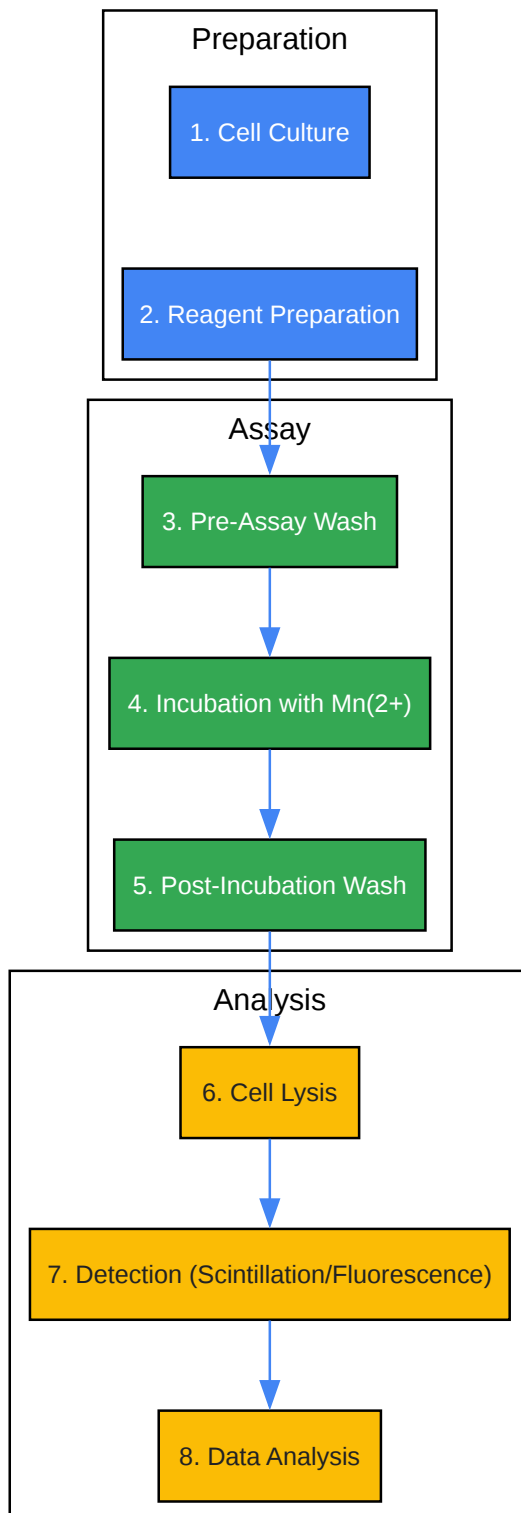 Preparation
1. Cell Culture
2. Reagent Preparation
Assay
3. Pre-Assay Wash
4. Incubation with Mn(2+)
5. Post-Incubation Wash
Analysis
6. Cell Lysis
7. Detection (Scintillation/Fluorescence)
8. Data Analysis